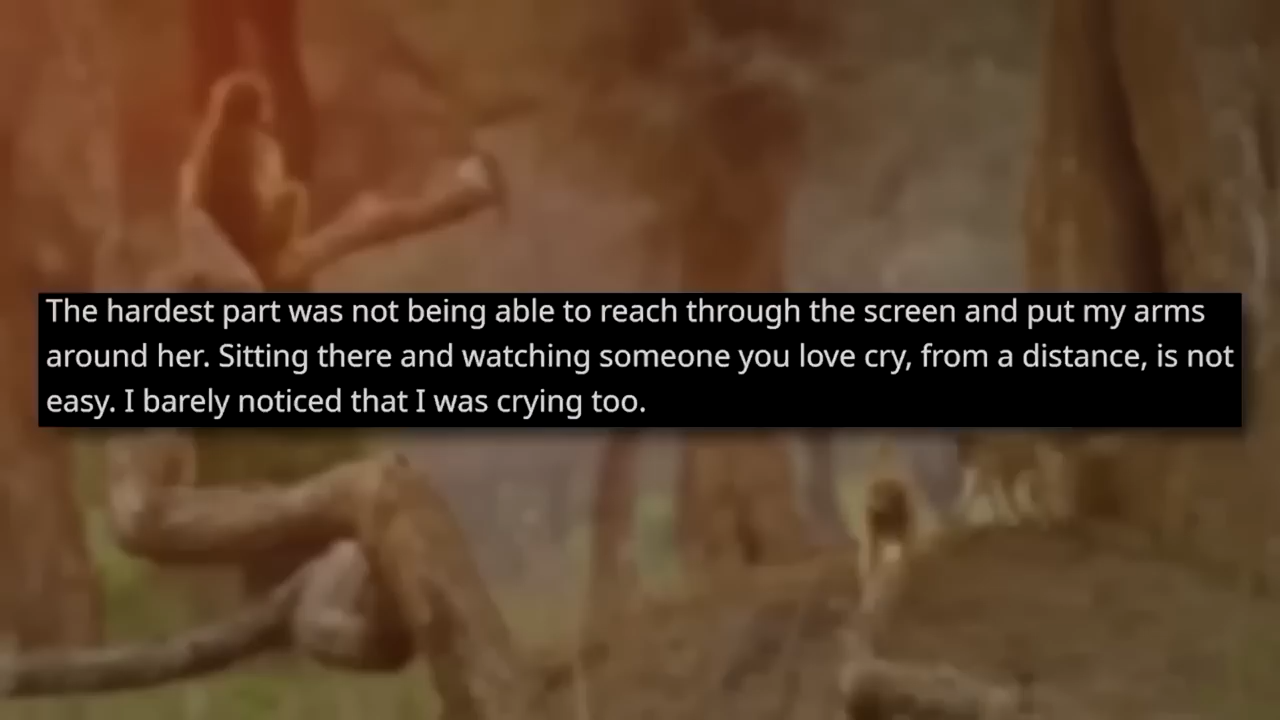 The hardest part was not being able to reach through the screen and put my arms
around her. Sitting there and watching someone you love cry, from a distance, is not
easy. I barely noticed that I was crying too.